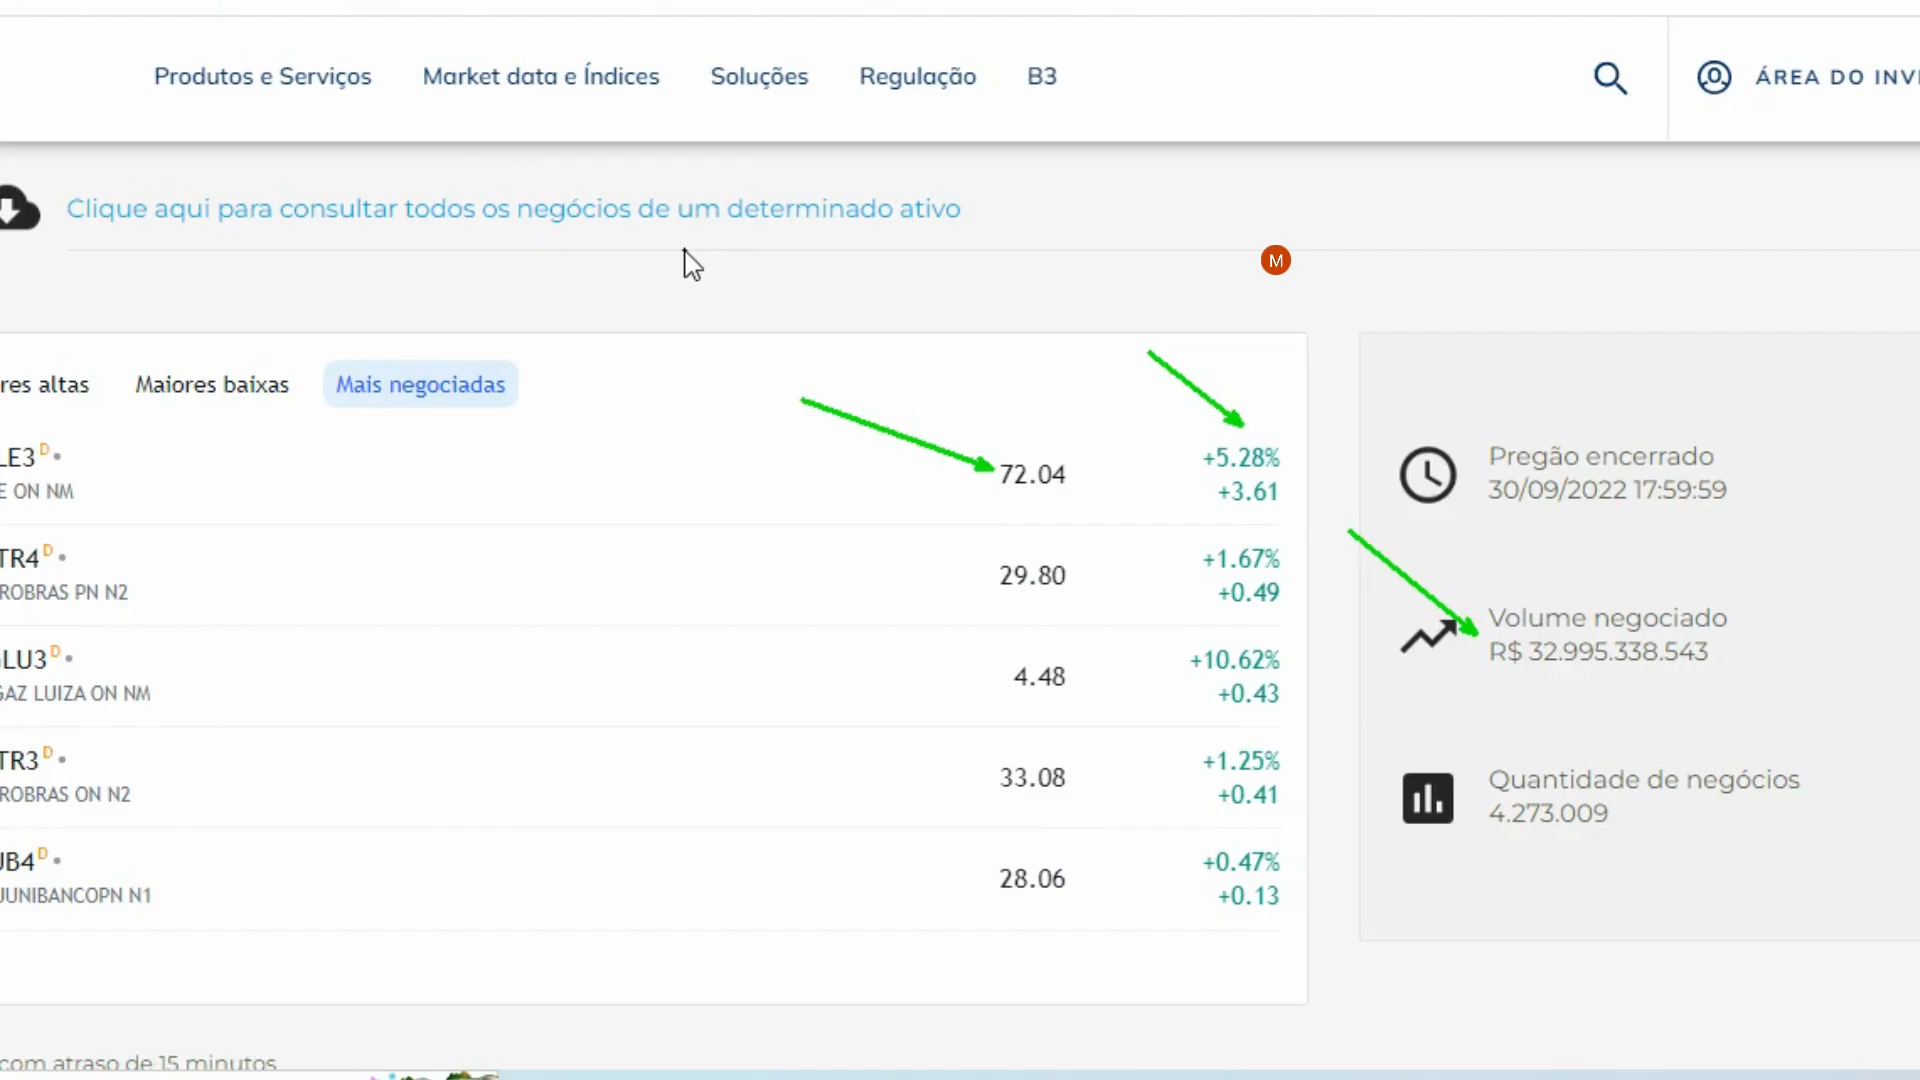 Produtos e Serviços Market data e Índices Soluções Regulação B3 ÁREA DO INV
Clique aqui para consultar todos os negócios de um determinado ativo
M
res altas Maiores baixas Mais negociadas
LE3 D
E ON NM
72.04
+5.28%
+3.61
TR4 D
ROBRAS PN N2
29.80
+1.67%
+0.49
GLU3 D
GAZ LUIZA ON NM
4.48
+10.62%
+0.43
TR3 D
ROBRAS ON N2
33.08
+1.25%
+0.41
UB4 D
UUNIBANCOPN N1
28.06
+0.47%
+0.13
Pregão encerrado
30/09/2022 17:59:59
Volume negociado
R$ 32.995.338.543
Quantidade de negócios
4.273.009
com atraso de 15 minutos